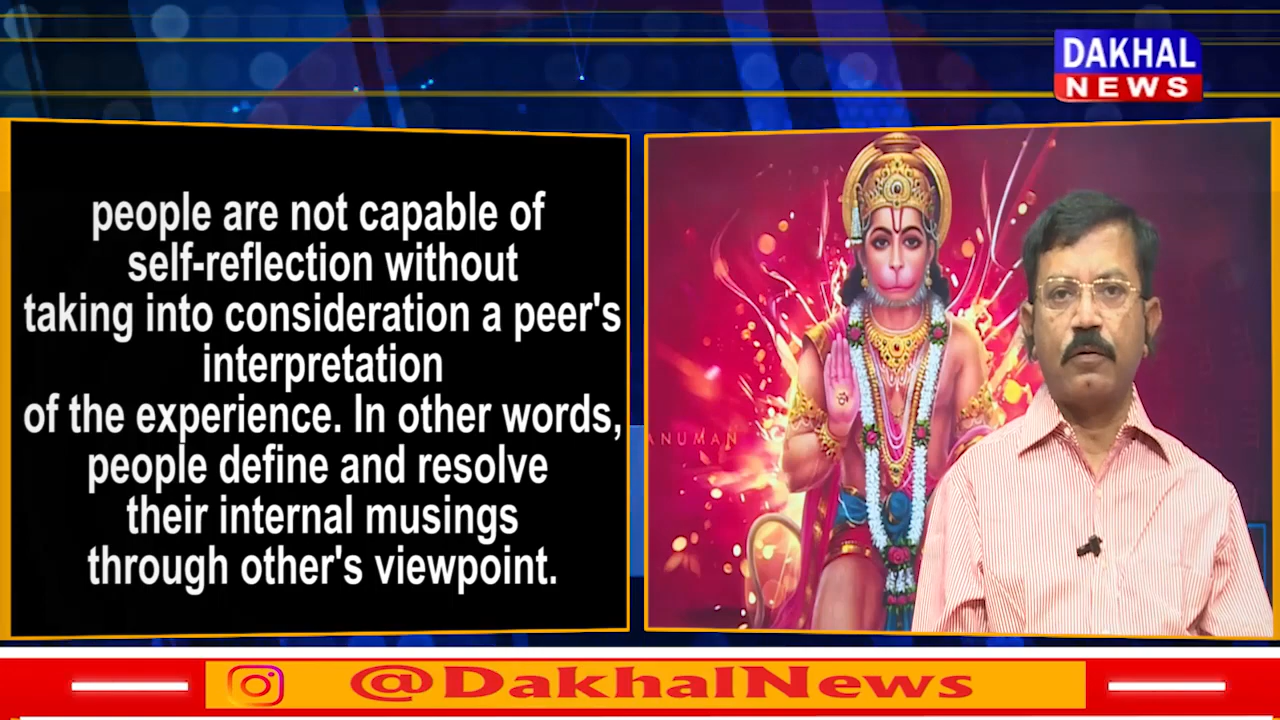 DAKHAL
NEWS
people are not capable of
self-reflection without
taking into consideration a peer's
interpretation
of the experience. In other words,
people define and resolve
their internal musings
through other's viewpoint.
ANUMAN
@DakhalNews